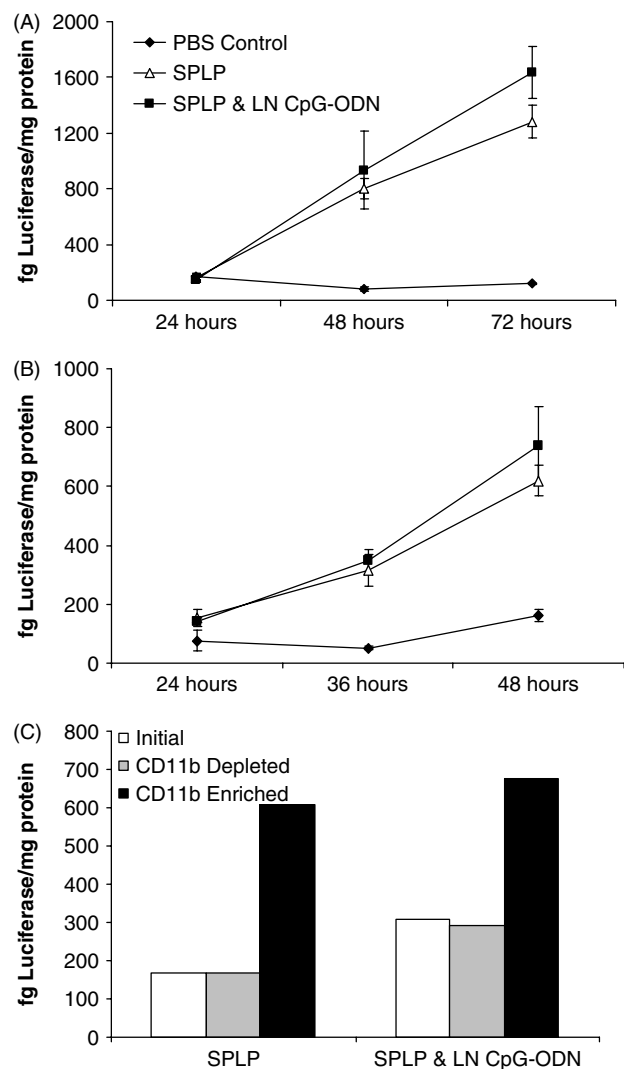 (A)
2000
1600
1200
800
400
0
fg Luciferase/mg protein
PBS Control
SPLP
SPLP & LN CpG-ODN
24 hours 48 hours 72 hours
(B)
1000
800
600
400
200
0
fg Luciferase/mg protein
24 hours 36 hours 48 hours
(C)
800
700
600
500
400
300
200
100
0
fg Luciferase/mg protein
Initial
CD11b Depleted
CD11b Enriched
SPLP SPLP & LN CpG-ODN